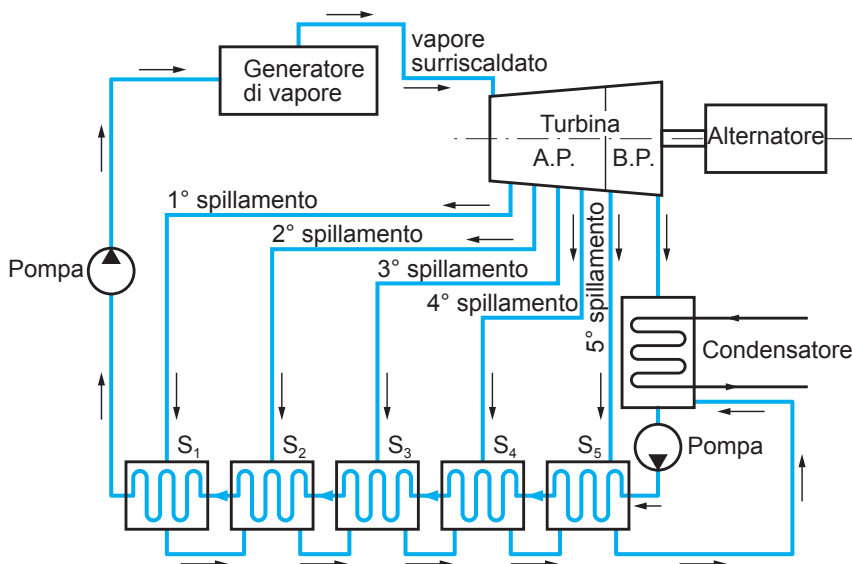 vapore
surriscaldato
Generatore
di vapore
Turbina
A.P.
B.P.
Alternatore
1° spillamento
2° spillamento
3° spillamento
4° spillamento
5° spillamento
Pompa
Condensatore
Pompa
S₁
S₂
S₃
S₄
S₅